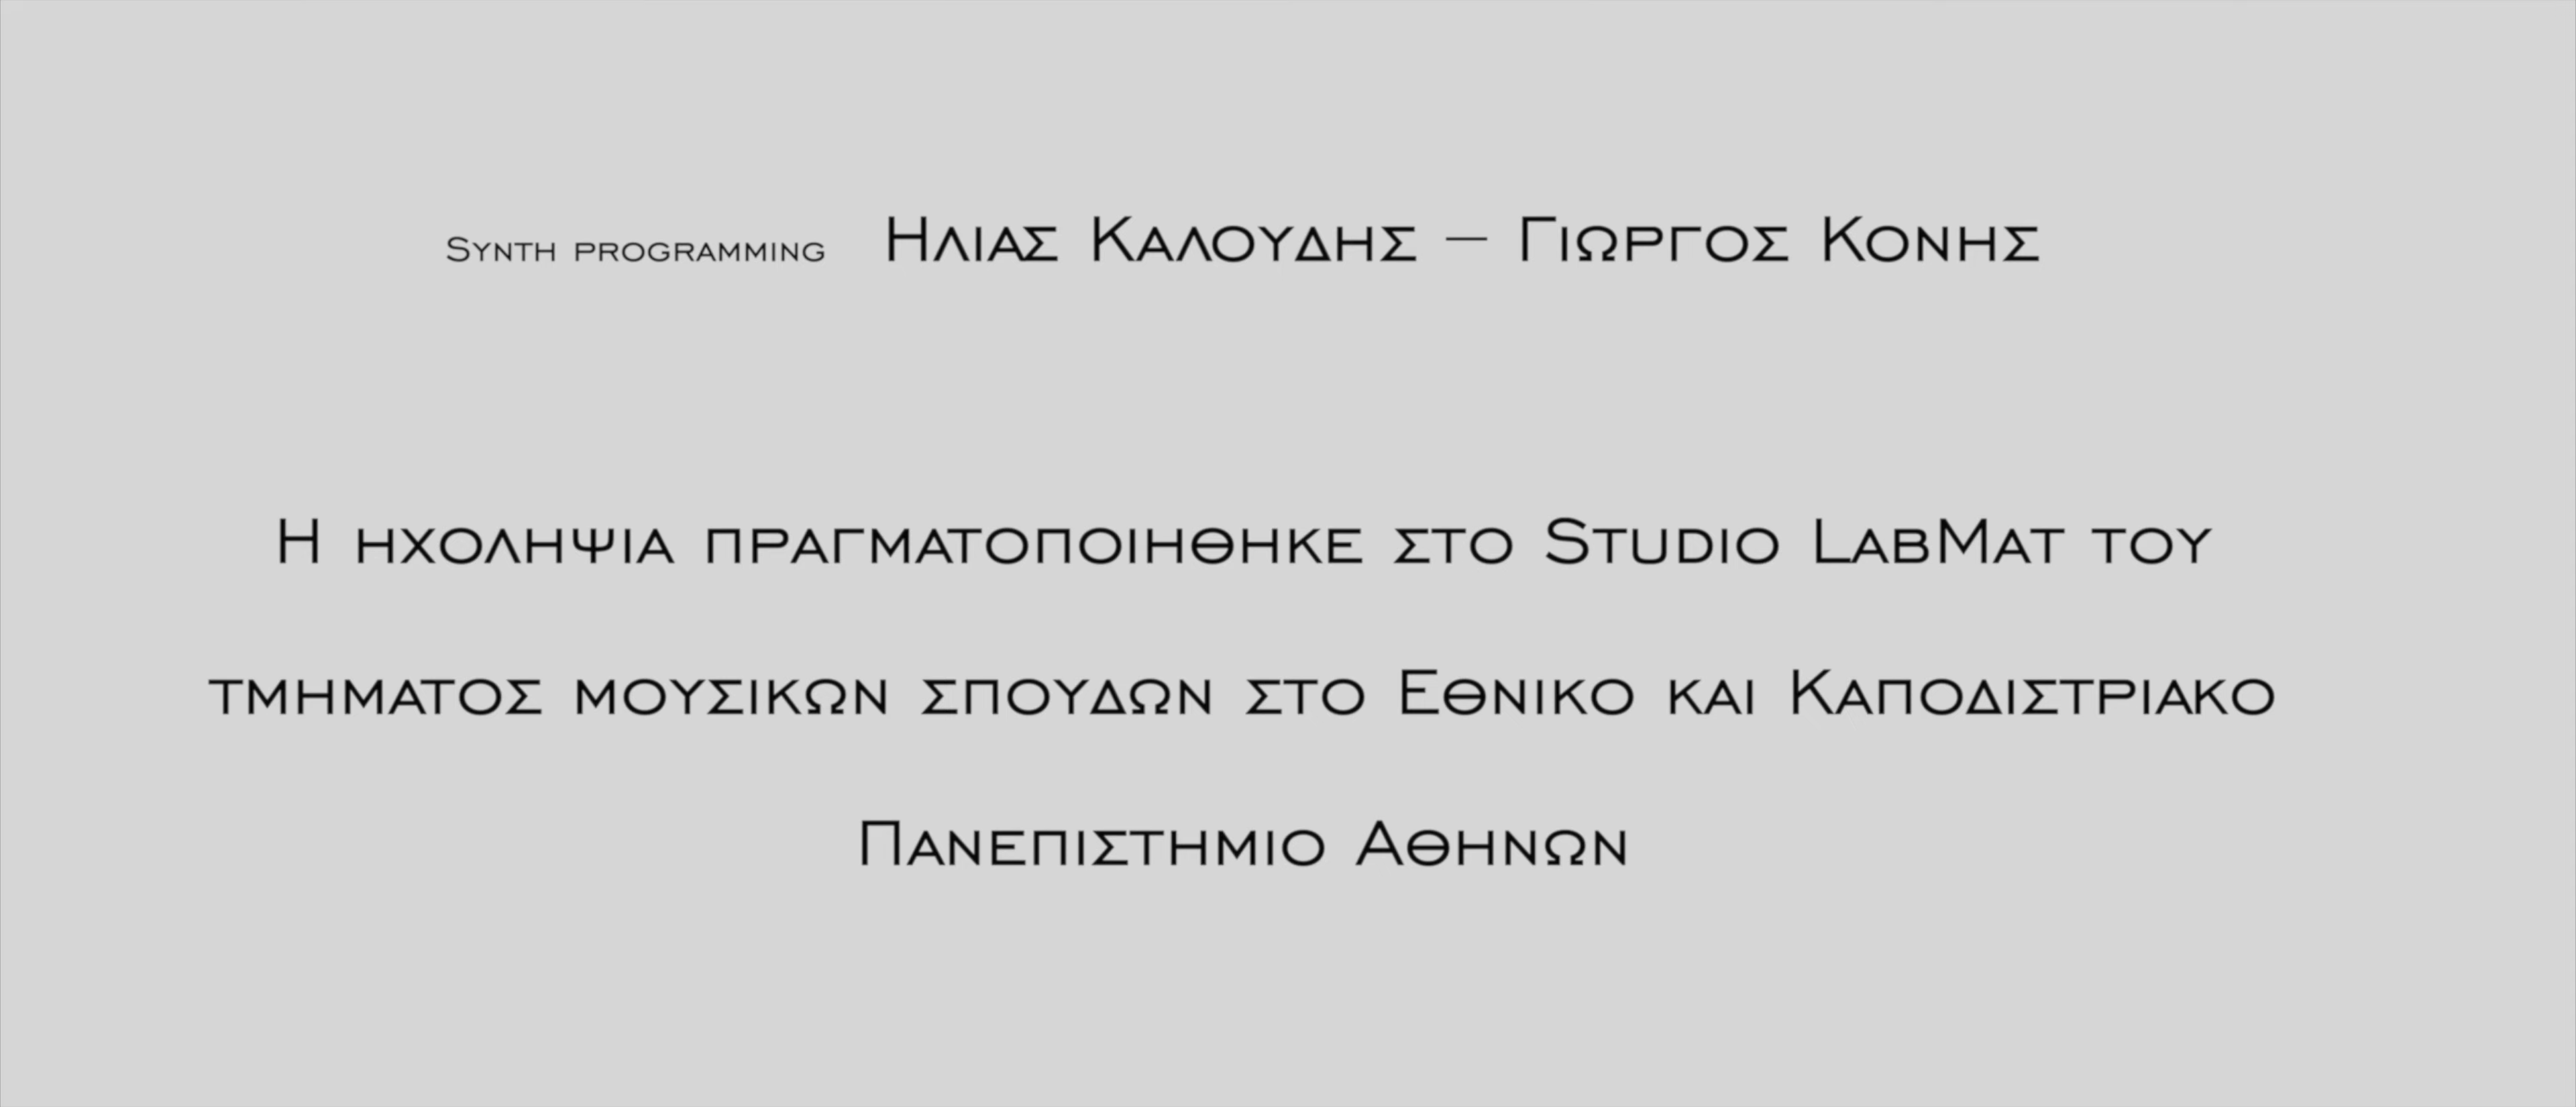 Synth programming Ηλιας Καλουδης – Γιωργος Κονης
Η ηχοληψια πραγματοποιηθηκε στο Studio LabMat του
τμηματος μουσικων σπουδων στο Εθνικο και Καποδιστριακο
Πανεπιστημιο Αθηνων